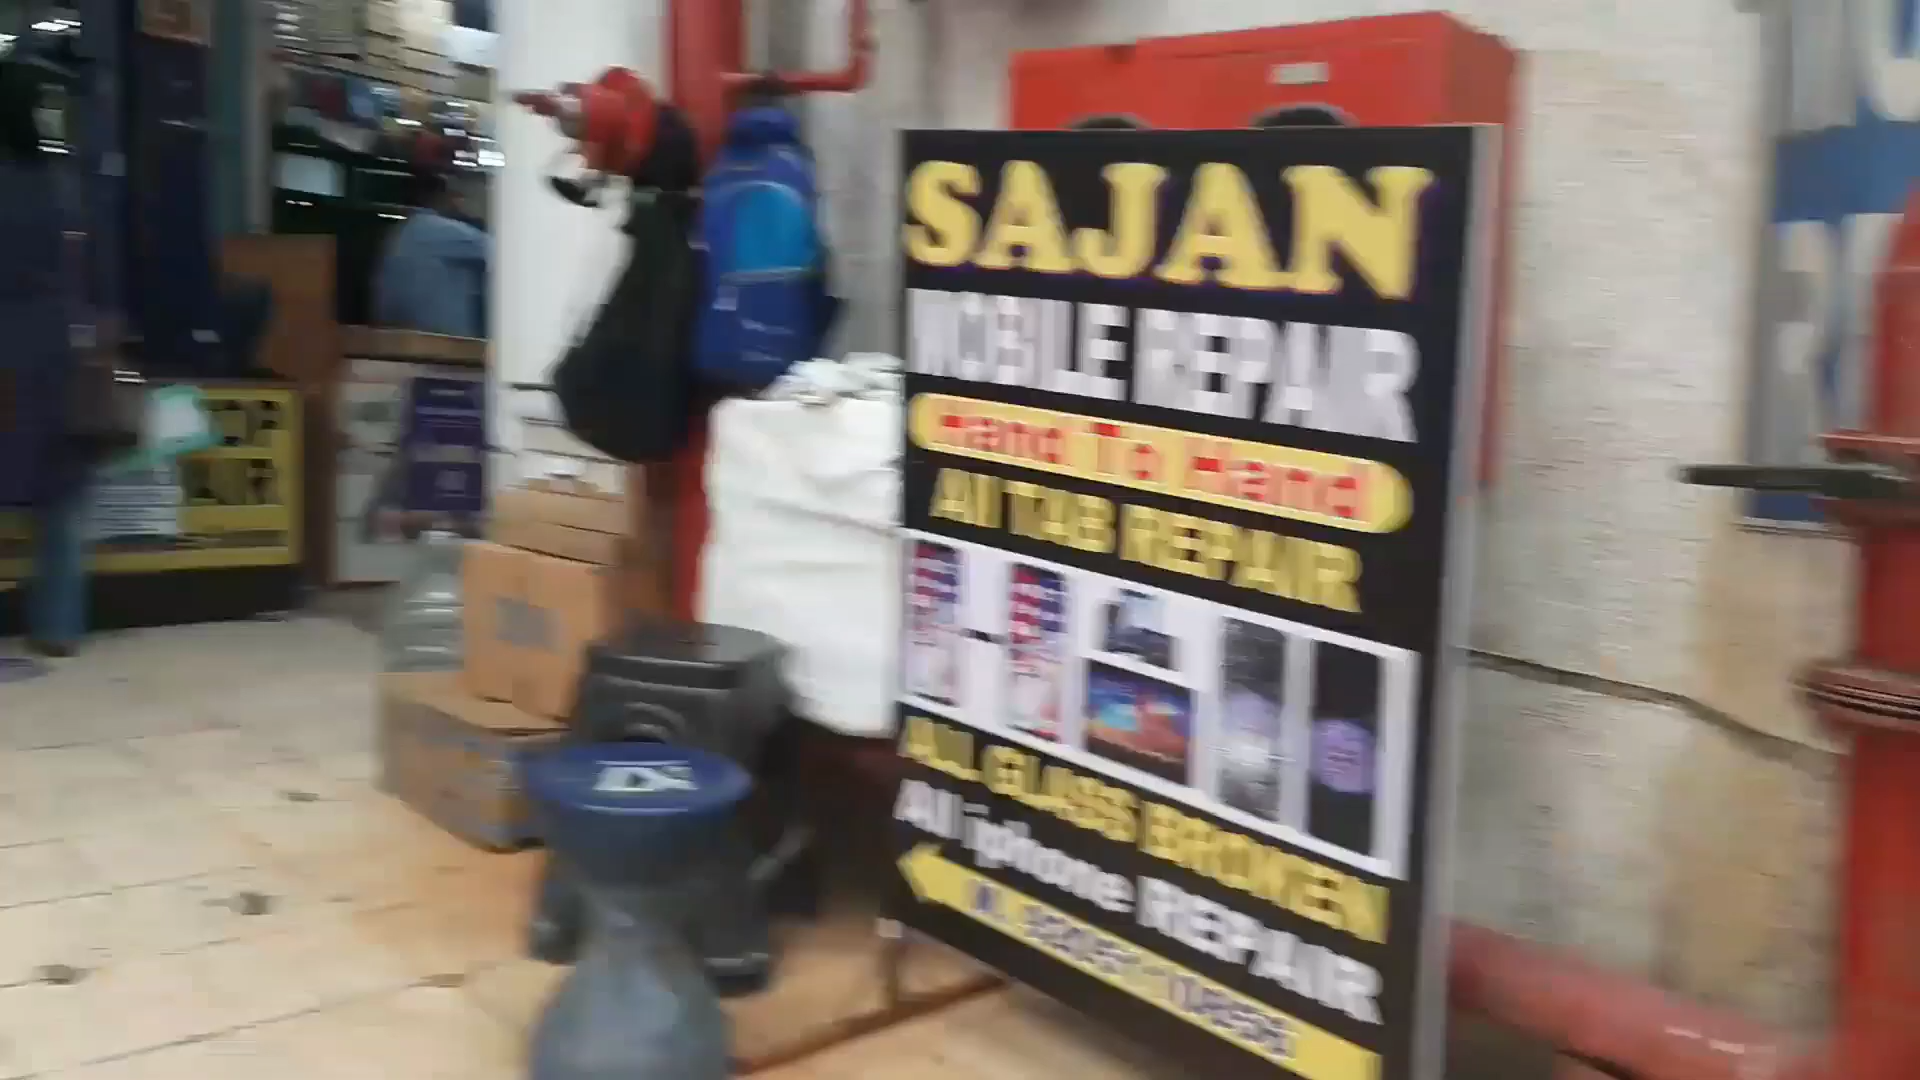 SAJAN
MOBILE REPAIR
Hand To Hand
All TAB REPAIR
ALL GLASS BROKEN
All iphone REPAIR